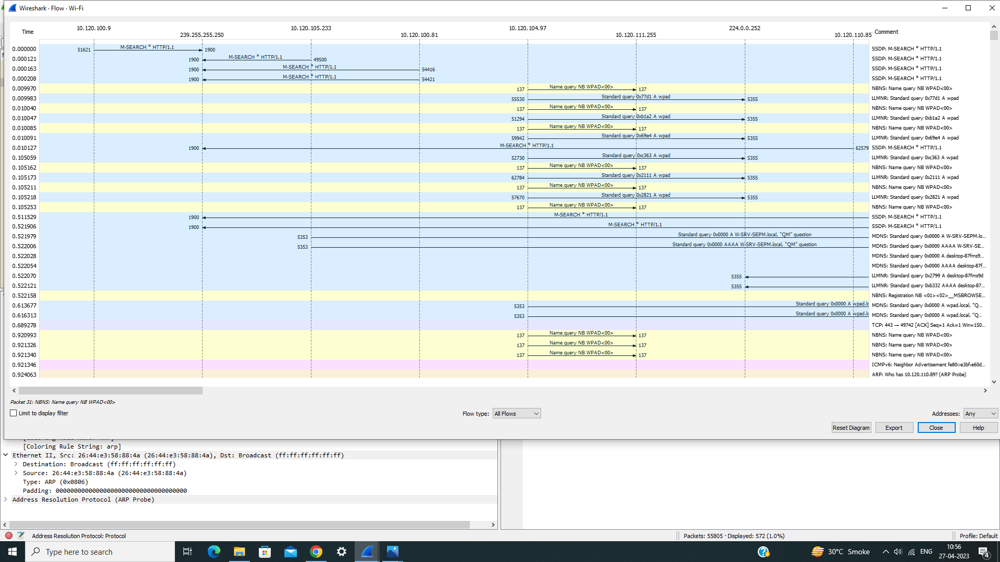 Wireshark · Flow · Wi-Fi
Time
10.120.100.9 10.120.105.233 10.120.104.97 224.0.0.252
239.255.255.250 10.120.100.81 10.120.111.255 10.120.110.85
Comment
0.000000 51621 M-SEARCH * HTTP/1.1 1900 SSDP: M-SEARCH * HTTP/1.1
0.000121 1900 M-SEARCH * HTTP/1.1 49500 SSDP: M-SEARCH * HTTP/1.1
0.000163 1900 M-SEARCH * HTTP/1.1 54416 SSDP: M-SEARCH * HTTP/1.1
0.000208 1900 M-SEARCH * HTTP/1.1 54421 SSDP: M-SEARCH * HTTP/1.1
0.009970 137 Name query NB WPAD<00> 137 NBNS: Name query NB WPAD<00>
0.009983 55530 Standard query 0x77d1 A wpad 5355 LLMNR: Standard query 0x77d1 A wpad
0.010040 137 Name query NB WPAD<00> 137 NBNS: Name query NB WPAD<00>
0.010047 51294 Standard query 0xb1a2 A wpad 5355 LLMNR: Standard query 0xb1a2 A wpad
0.010085 137 Name query NB WPAD<00> 137 NBNS: Name query NB WPAD<00>
0.010091 59942 Standard query 0x69e4 A wpad 5355 LLMNR: Standard query 0x69e4 A wpad
0.010127 1900 M-SEARCH * HTTP/1.1 62579 SSDP: M-SEARCH * HTTP/1.1
0.105059 52730 Standard query 0xc363 A wpad 5355 LLMNR: Standard query 0xc363 A wpad
0.105162 137 Name query NB WPAD<00> 137 NBNS: Name query NB WPAD<00>
0.105173 62784 Standard query 0x2111 A wpad 5355 LLMNR: Standard query 0x2111 A wpad
0.105211 137 Name query NB WPAD<00> 137 NBNS: Name query NB WPAD<00>
0.105218 57670 Standard query 0x2821 A wpad 5355 LLMNR: Standard query 0x2821 A wpad
0.105253 137 Name query NB WPAD<00> 137 NBNS: Name query NB WPAD<00>
0.511529 1900 M-SEARCH * HTTP/1.1 SSDP: M-SEARCH * HTTP/1.1
0.521906 1900 M-SEARCH * HTTP/1.1 SSDP: M-SEARCH * HTTP/1.1
0.521979 5353 Standard query 0x0000 A W-SRV-SEPM.local, "QM" question MDNS: Standard query 0x0000 A W-SRV-SEPM.lo...
0.522006 5353 Standard query 0x0000 AAAA W-SRV-SEPM.local, "QM" question MDNS: Standard query 0x0000 AAAA W-SRV-SE...
0.522028 MDNS: Standard query 0x0000 A desktop-87fms9...
0.522054 MDNS: Standard query 0x0000 AAAA desktop-87f...
0.522070 5355 LLMNR: Standard query 0x2799 A desktop-87fms9d
0.522121 5355 LLMNR: Standard query 0xb332 AAAA desktop-87...
0.522158 NBNS: Registration NB <01><02>__MSBROWSE...
0.613677 5353 Standard query 0x0000 A wpad.lo MDNS: Standard query 0x0000 A wpad.local, "Q...
0.616313 5353 Standard query 0x0000 A wpad.lo MDNS: Standard query 0x0000 A wpad.local, "Q...
0.689278 TCP: 443 → 49742 [ACK] Seq=1 Ack=1 Win=150...
0.920993 137 Name query NB WPAD<00> 137 NBNS: Name query NB WPAD<00>
0.921326 137 Name query NB WPAD<00> 137 NBNS: Name query NB WPAD<00>
0.921340 137 Name query NB WPAD<00> 137 NBNS: Name query NB WPAD<00>
0.921346 ICMPv6: Neighbor Advertisement fe80::e3bf:e60d...
0.924063 ARP: Who has 10.120.110.89? (ARP Probe)
Packet 31: NBNS: Name query NB WPAD<00>
Limit to display filter Flow type: All Flows Addresses: Any
Reset Diagram Export Close Help
[Coloring Rule String: arp]
Ethernet II, Src: 26:44:e3:58:88:4a (26:44:e3:58:88:4a), Dst: Broadcast (ff:ff:ff:ff:ff:ff)
Destination: Broadcast (ff:ff:ff:ff:ff:ff)
Source: 26:44:e3:58:88:4a (26:44:e3:58:88:4a)
Type: ARP (0x0806)
Padding: 000000000000000000000000000000000000
Address Resolution Protocol (ARP Probe)
Address Resolution Protocol: Protocol Packets: 55805 · Displayed: 572 (1.0%) Profile: Default
Type here to search 30°C Smoke ENG 10:56
27-04-2023 4